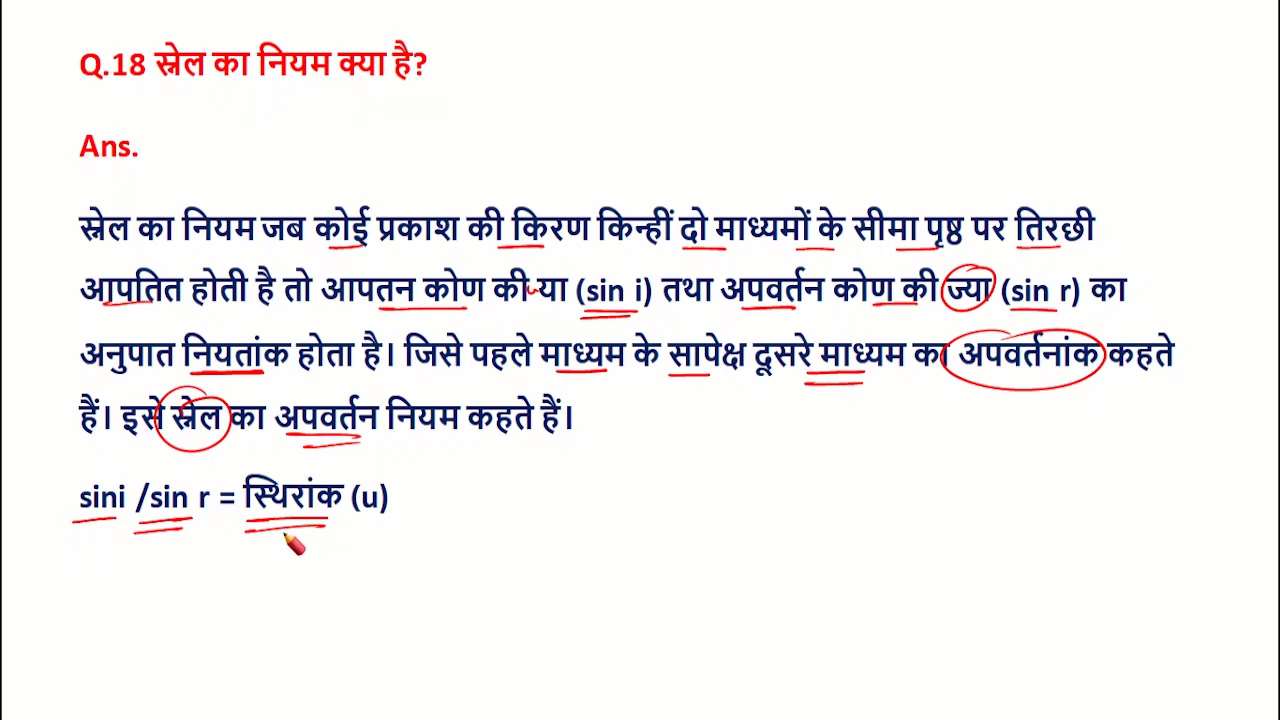 Q.18 स्नेल का नियम क्या है?
Ans.
स्नेल का नियम जब कोई प्रकाश की किरण किन्हीं दो माध्यमों के सीमा पृष्ठ पर तिरछी
आपतित होती है तो आपतन कोण की या (sin i) तथा अपवर्तन कोण की ज्या (sin r) का
अनुपात नियतांक होता है। जिसे पहले माध्यम के सापेक्ष दूसरे माध्यम का अपवर्तनांक कहते
हैं। इसे स्नेल का अपवर्तन नियम कहते हैं।
sini /sin r = स्थिरांक (u)